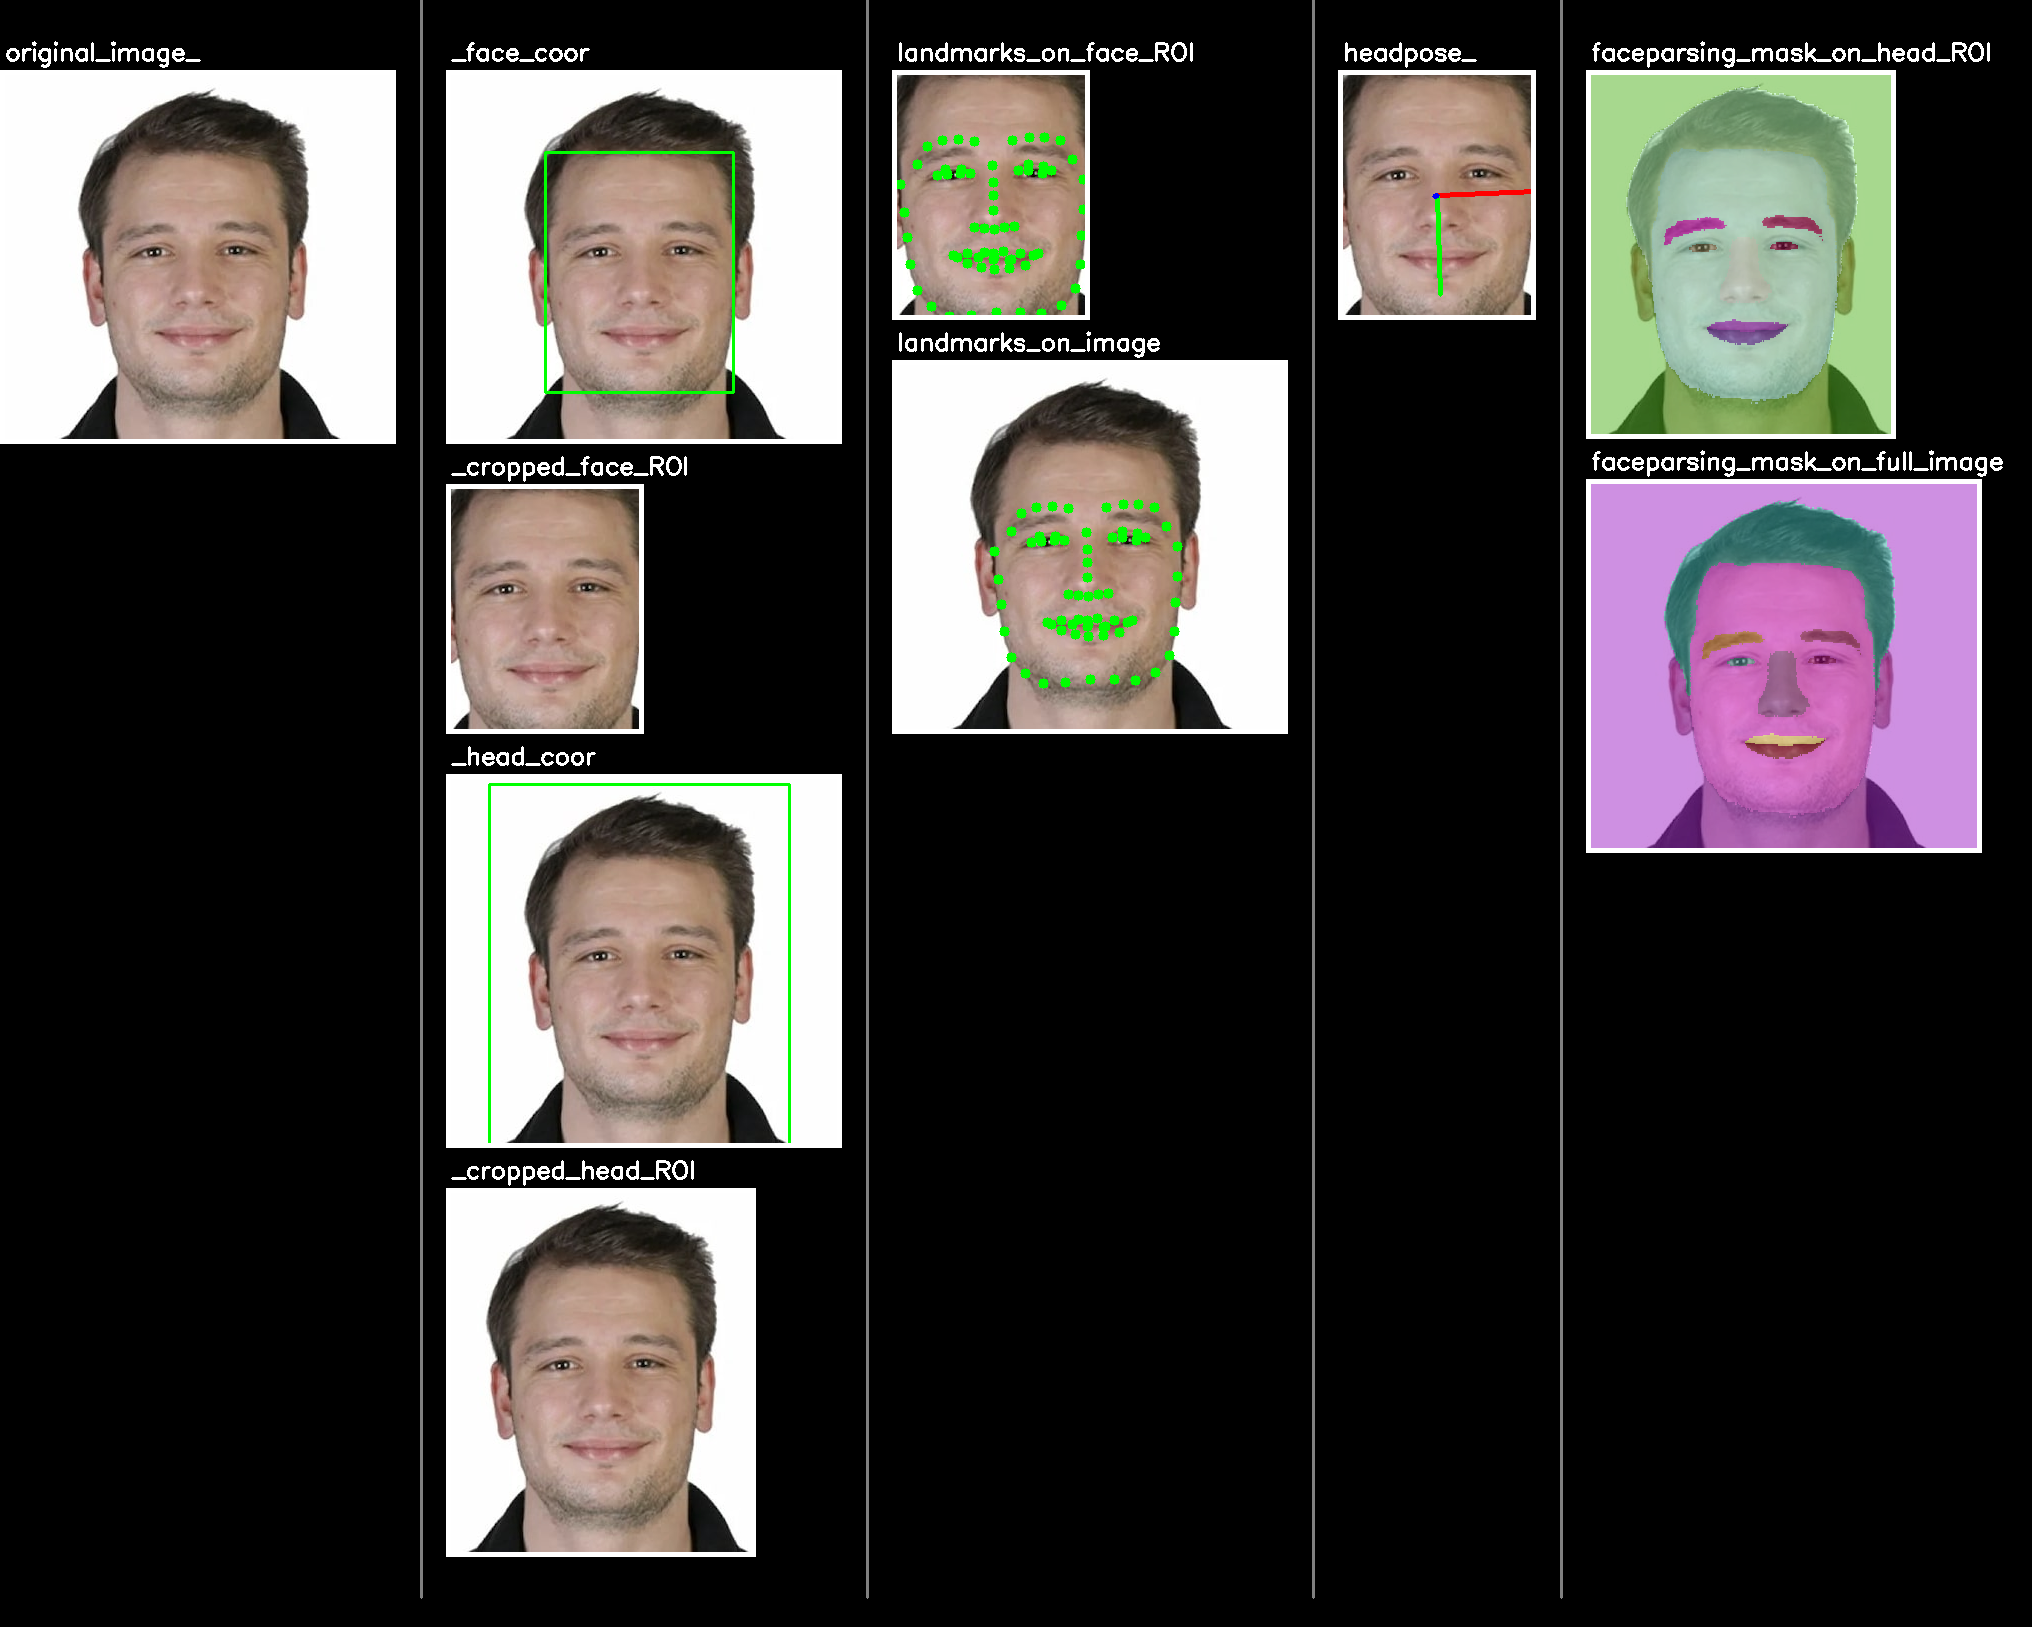 original_image_
_face_coor
_cropped_face_ROI
_head_coor
_cropped_head_ROI
landmarks_on_face_ROI
landmarks_on_image
headpose_
faceparsing_mask_on_head_ROI
faceparsing_mask_on_full_image